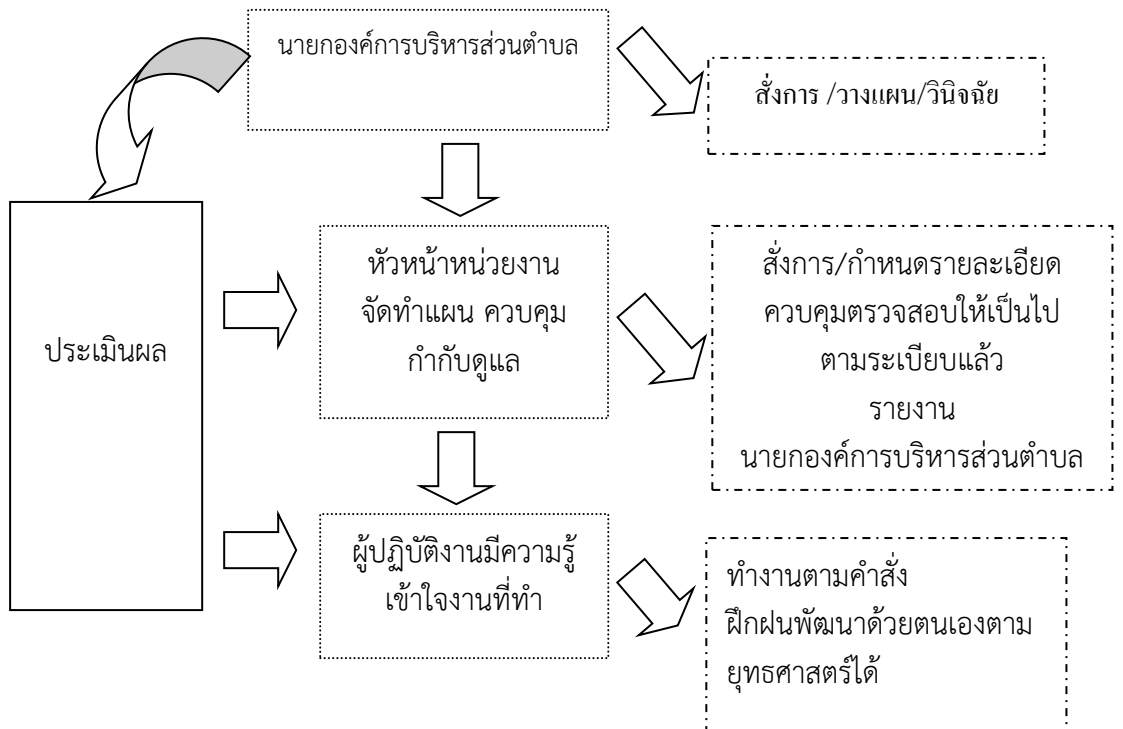 นายกองค์การบริหารส่วนตำบล
สั่งการ /วางแผน/วินิจฉัย
ประเมินผล
หัวหน้าหน่วยงาน
จัดทำแผน ควบคุม
กำกับดูแล
สั่งการ/กำหนดรายละเอียด
ควบคุมตรวจสอบให้เป็นไป
ตามระเบียบแล้ว
รายงาน
นายกองค์การบริหารส่วนตำบล
ผู้ปฏิบัติงานมีความรู้
เข้าใจงานที่ทำ
ทำงานตามคำสั่ง
ฝึกฝนพัฒนาด้วยตนเองตาม
ยุทธศาสตร์ได้